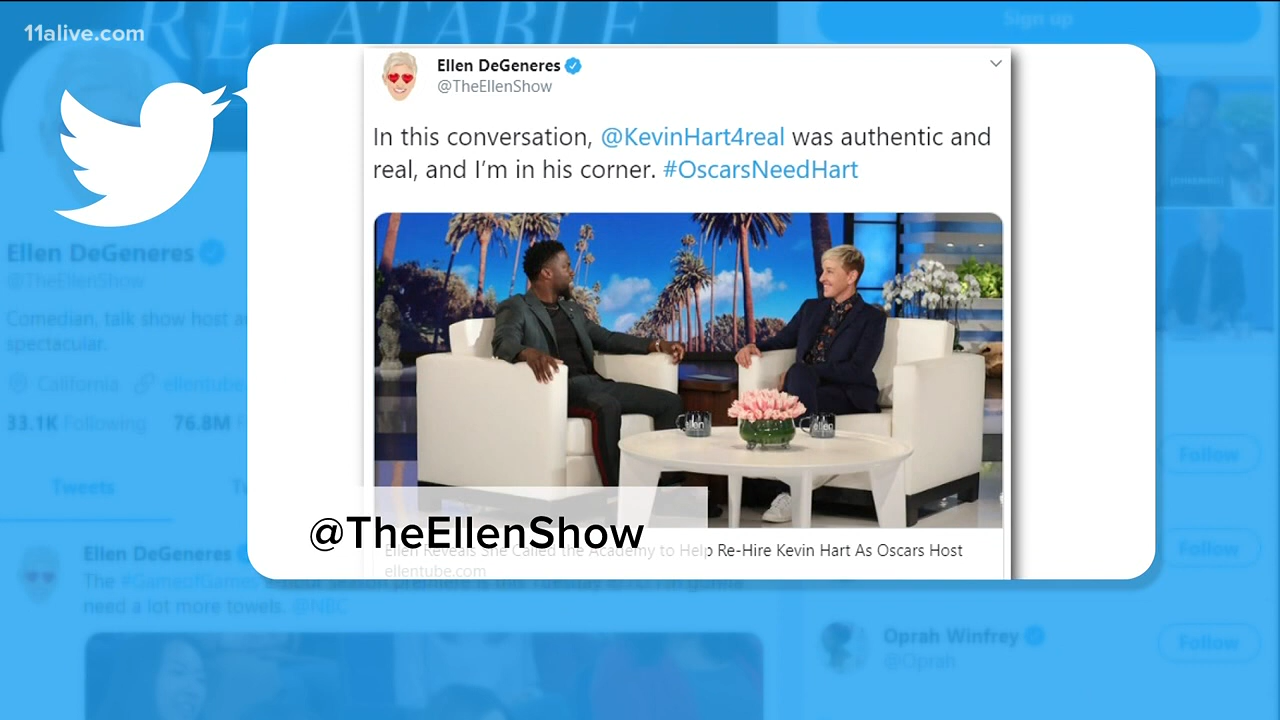 11alive.com
RELATABLE
Sign up
Ellen DeGeneres
@TheEllenShow
In this conversation, @KevinHart4real was authentic and
real, and I'm in his corner. #OscarsNeedHart
ellen
ellen
@TheEllenShow
Ellen Reveals She Called the Academy to Help Re-Hire Kevin Hart As Oscars Host
ellentube.com
Ellen DeGeneres
@TheEllenShow
Comedian, talk show host
spectacular.
California ellentube
33.1K Following 76.8M
Tweets
Ellen DeGeneres
The #GameofGames
need a lot more towels. @NBC
Follow
Follow
Oprah Winfrey
@Oprah
Follow